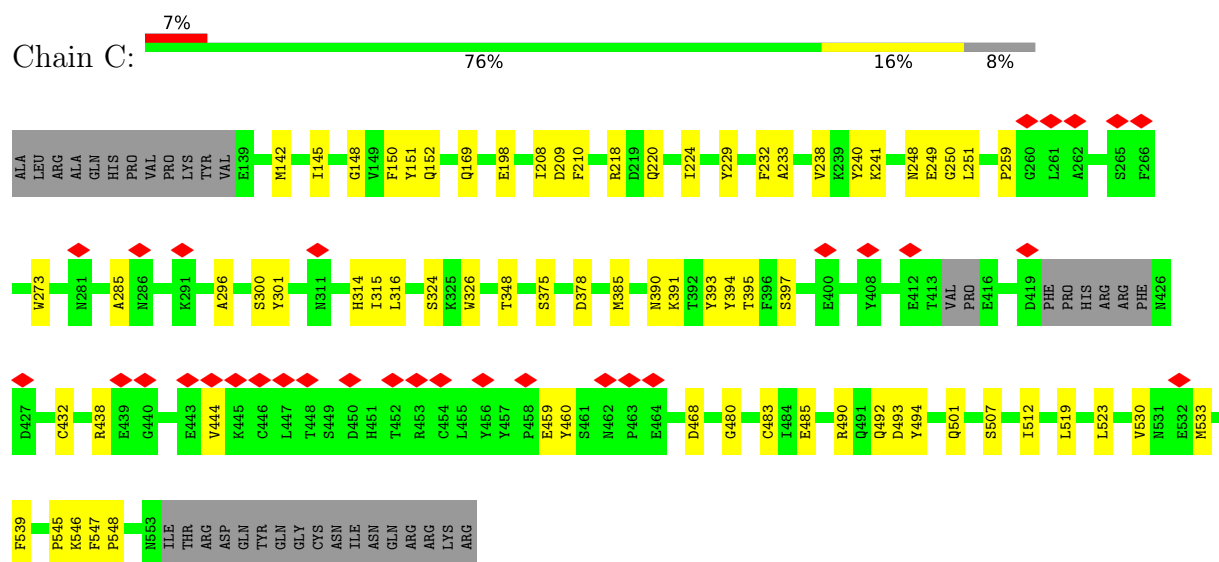 7%
Chain C:
76% 16% 8%
ALA LEU ARG ALA GLN HIS PRO VAL PRO LYS TYR VAL E139 M142 I145 G148 V149 F150 Y151 Q152 Q169 E198 I208 D209 F210 R218 D219 Q220 I224 Y229 F232 A233 V238 K239 Y240 K241 N248 E249 G250 L251 P259 G260 L261 A262 S265 F266
W273 N281 A285 N286 K291 A296 S300 Y301 N311 H314 I315 L316 S324 K325 W326 T348 S375 D378 M385 N390 K391 T392 Y393 Y394 T395 F396 S397 E400 Y408 E412 T413 VAL PRO E416 D419 PHE PRO HIS ARG ARG PHE N426
D427 C432 R438 E439 G440 E443 V444 K445 C446 L447 T448 S449 D450 H451 T452 R453 C454 L455 Y456 Y457 P458 E459 Y460 S461 N462 P463 E464 D468 G480 C483 I484 E485 R490 Q491 Q492 D493 Y494 Q501 S507 I512 L519 L523 V530 N531 E532 M533
F539 P545 K546 F547 P548 N553 ILE THR ARG ASP GLN TYR GLN GLY CYS ASN ILE ASN GLN ARG ARG LYS ARG